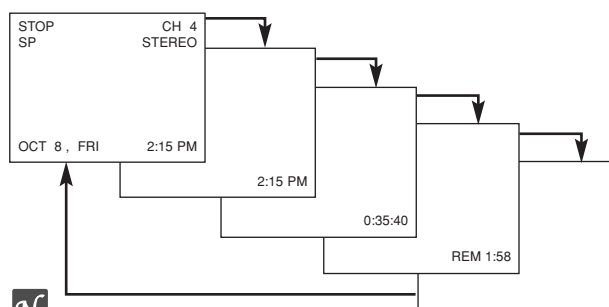 STOP CH 4
SP STEREO
OCT 8, FRI 2:15 PM
2:15 PM
0:35:40
REM 1:58